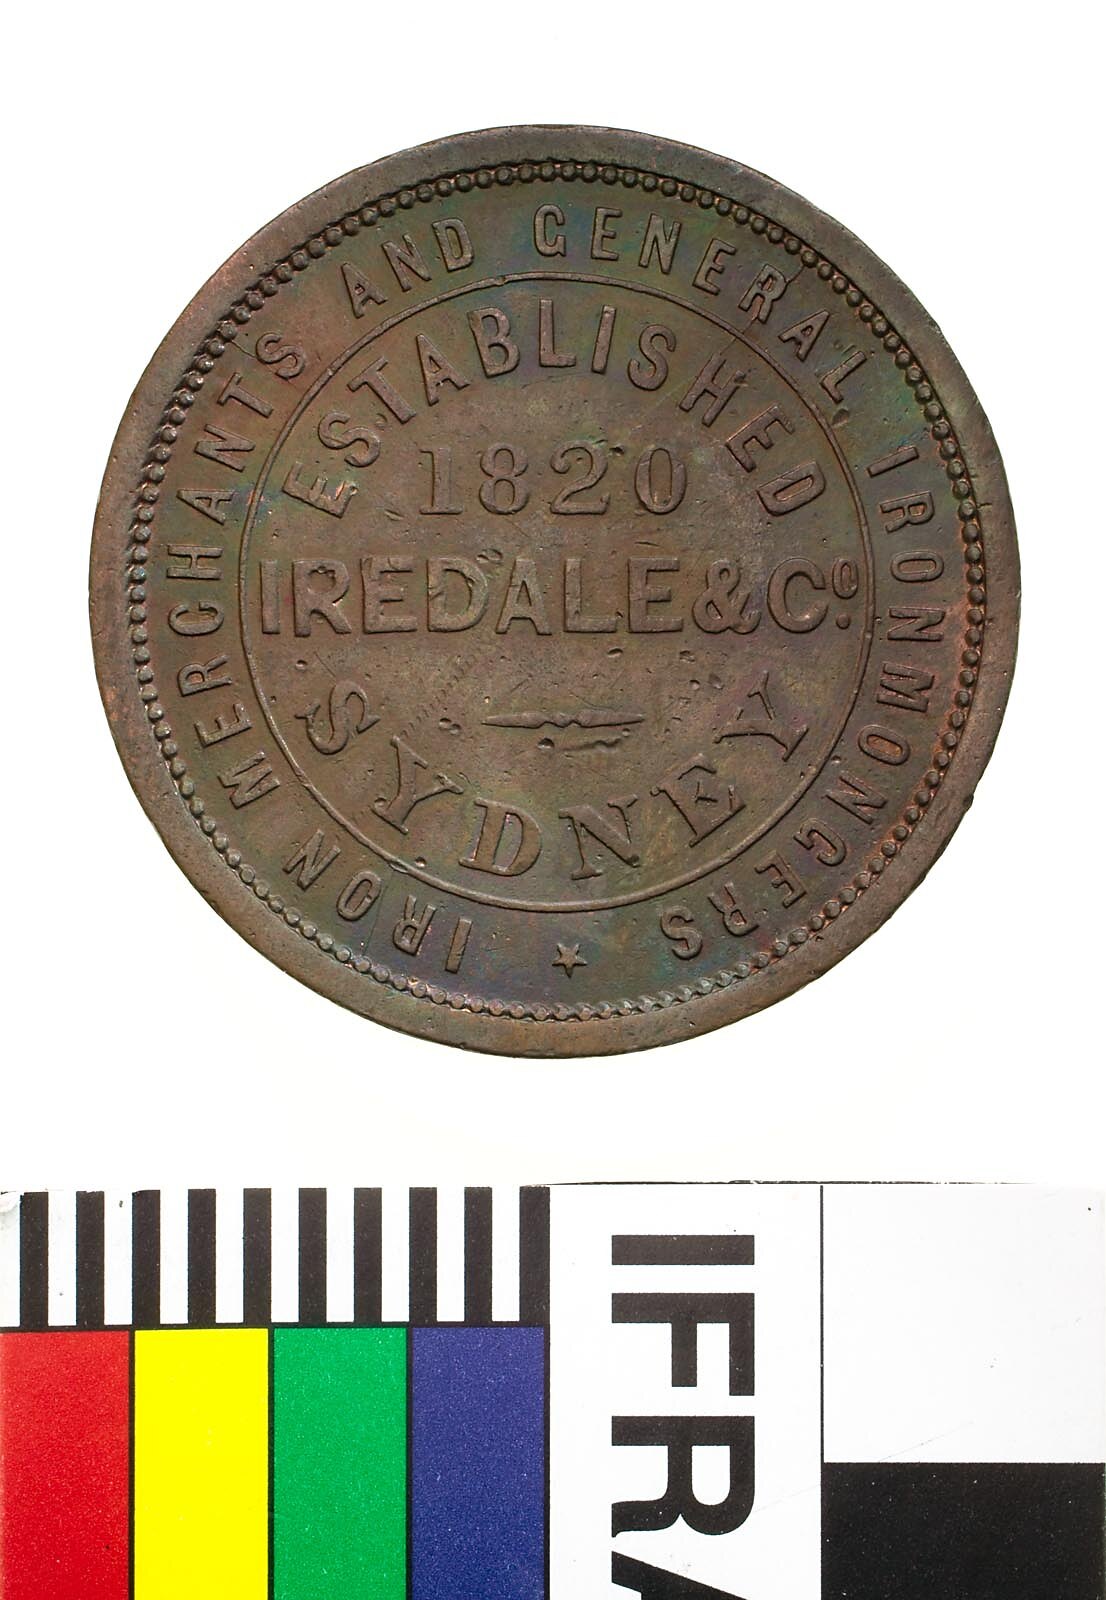 IRON MERCHANTS AND GENERAL IRONMONGERS
ESTABLISHED
1820
IREDALE & Co.
SYDNEY
IFRA